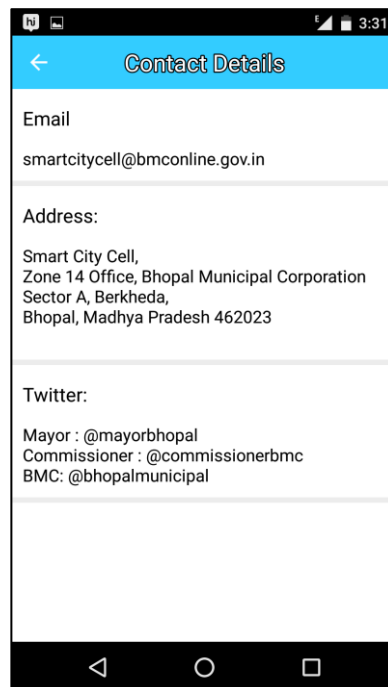 hi
E
3:31
Contact Details
Email
smartcitycell@bmconline.gov.in
Address:
Smart City Cell,
Zone 14 Office, Bhopal Municipal Corporation
Sector A, Berkheda,
Bhopal, Madhya Pradesh 462023
Twitter:
Mayor : @mayorbhopal
Commissioner : @commissionerbmc
BMC: @bhopalmunicipal